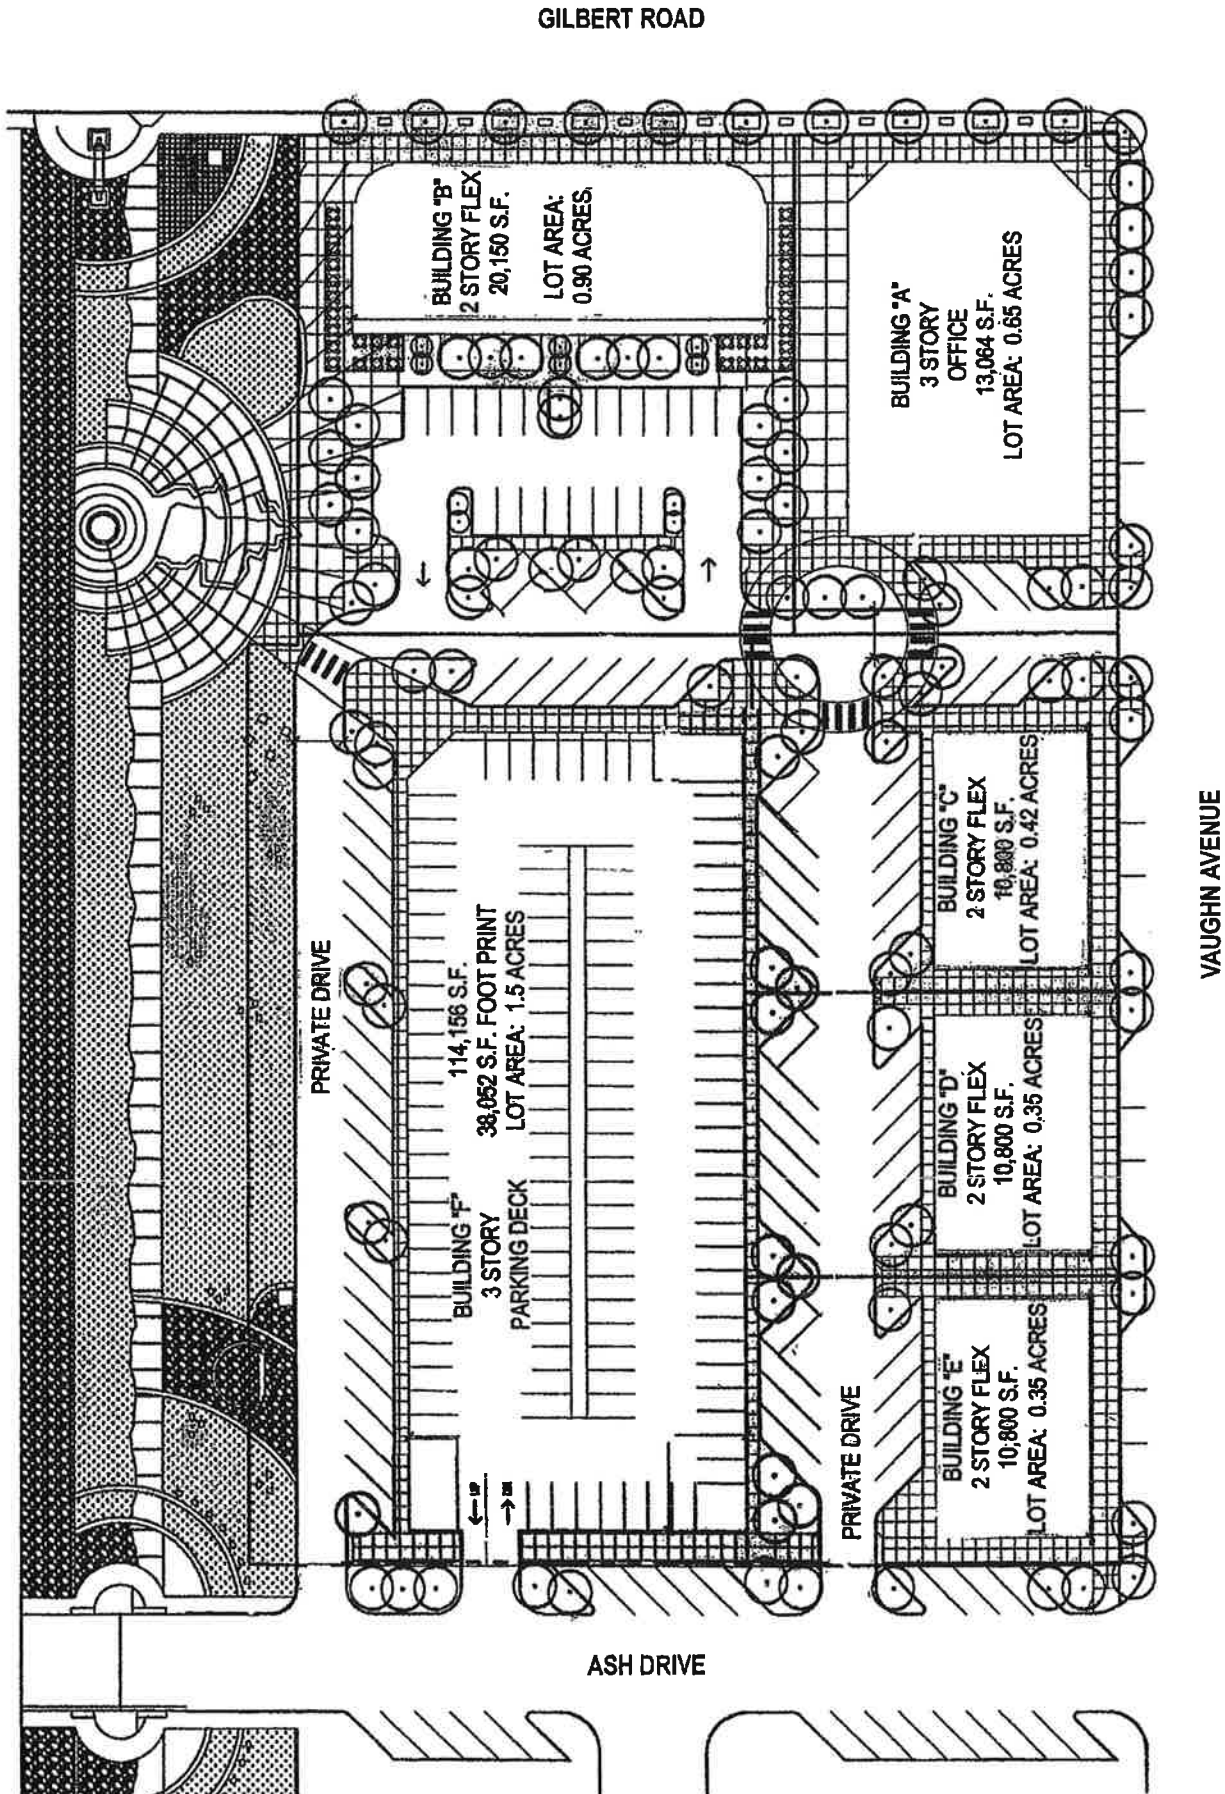 GILBERT ROAD
BUILDING "B"
2 STORY FLEX
20,150 S.F.
LOT AREA:
0.90 ACRES
BUILDING "A"
3 STORY
OFFICE
13,064 S.F.
LOT AREA: 0.65 ACRES
PRIVATE DRIVE
114,156 S.F.
38,052 S.F. FOOT PRINT
LOT AREA: 1.5 ACRES
BUILDING "F"
3 STORY
PARKING DECK
BUILDING "C"
2 STORY FLEX
10,800 S.F.
LOT AREA: 0.42 ACRES
BUILDING "D"
2 STORY FLEX
10,800 S.F.
LOT AREA: 0.35 ACRES
BUILDING "E"
2 STORY FLEX
10,800 S.F.
LOT AREA: 0.35 ACRES
PRIVATE DRIVE
UP
DN
VAUGHN AVENUE
ASH DRIVE